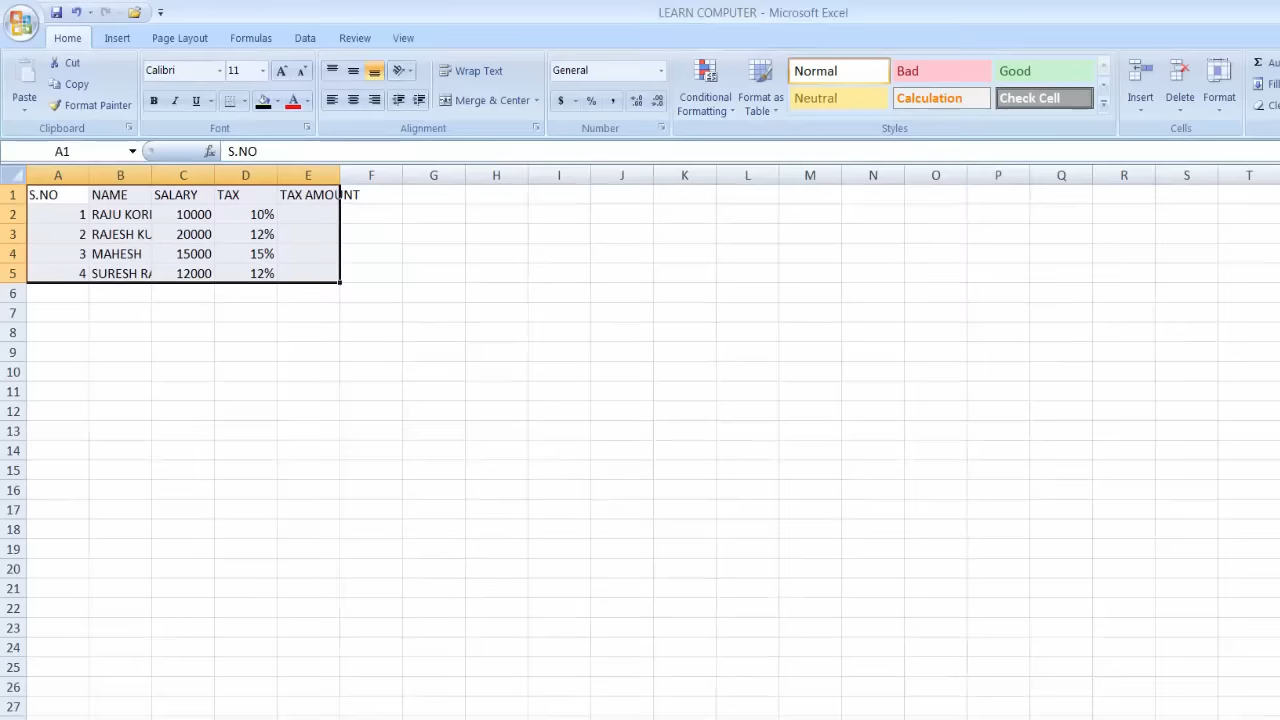 LEARN COMPUTER - Microsoft Excel
Home Insert Page Layout Formulas Data Review View
Cut
Copy
Format Painter
Paste
Clipboard
Calibri 11
A A
B I U A
Font
Wrap Text
Merge & Center
Alignment
General
$ % ,
Number
Conditional Formatting
Format as Table
Normal Bad Good
Neutral Calculation Check Cell
Styles
Insert Delete Format
Cells
A1 fx S.NO
A B C D E F G H I J K L M N O P Q R S T
1 S.NO NAME SALARY TAX TAX AMOUNT
2 1 RAJU KOR 10000 10%
3 2 RAJESH KU 20000 12%
4 3 MAHESH 15000 15%
5 4 SURESH RA 12000 12%
6
7
8
9
10
11
12
13
14
15
16
17
18
19
20
21
22
23
24
25
26
27